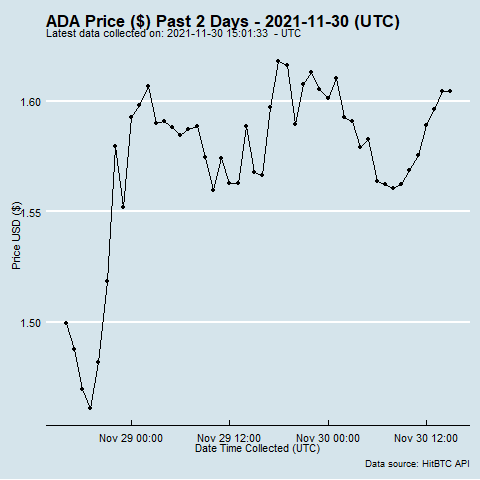 ADA Price ($) Past 2 Days - 2021-11-30 (UTC)
Latest data collected on: 2021-11-30 15:01:33 - UTC
1.60
1.55
1.50
Price USD ($)
Nov 29 00:00 Nov 29 12:00 Nov 30 00:00 Nov 30 12:00
Date Time Collected (UTC)
Data source: HitBTC API